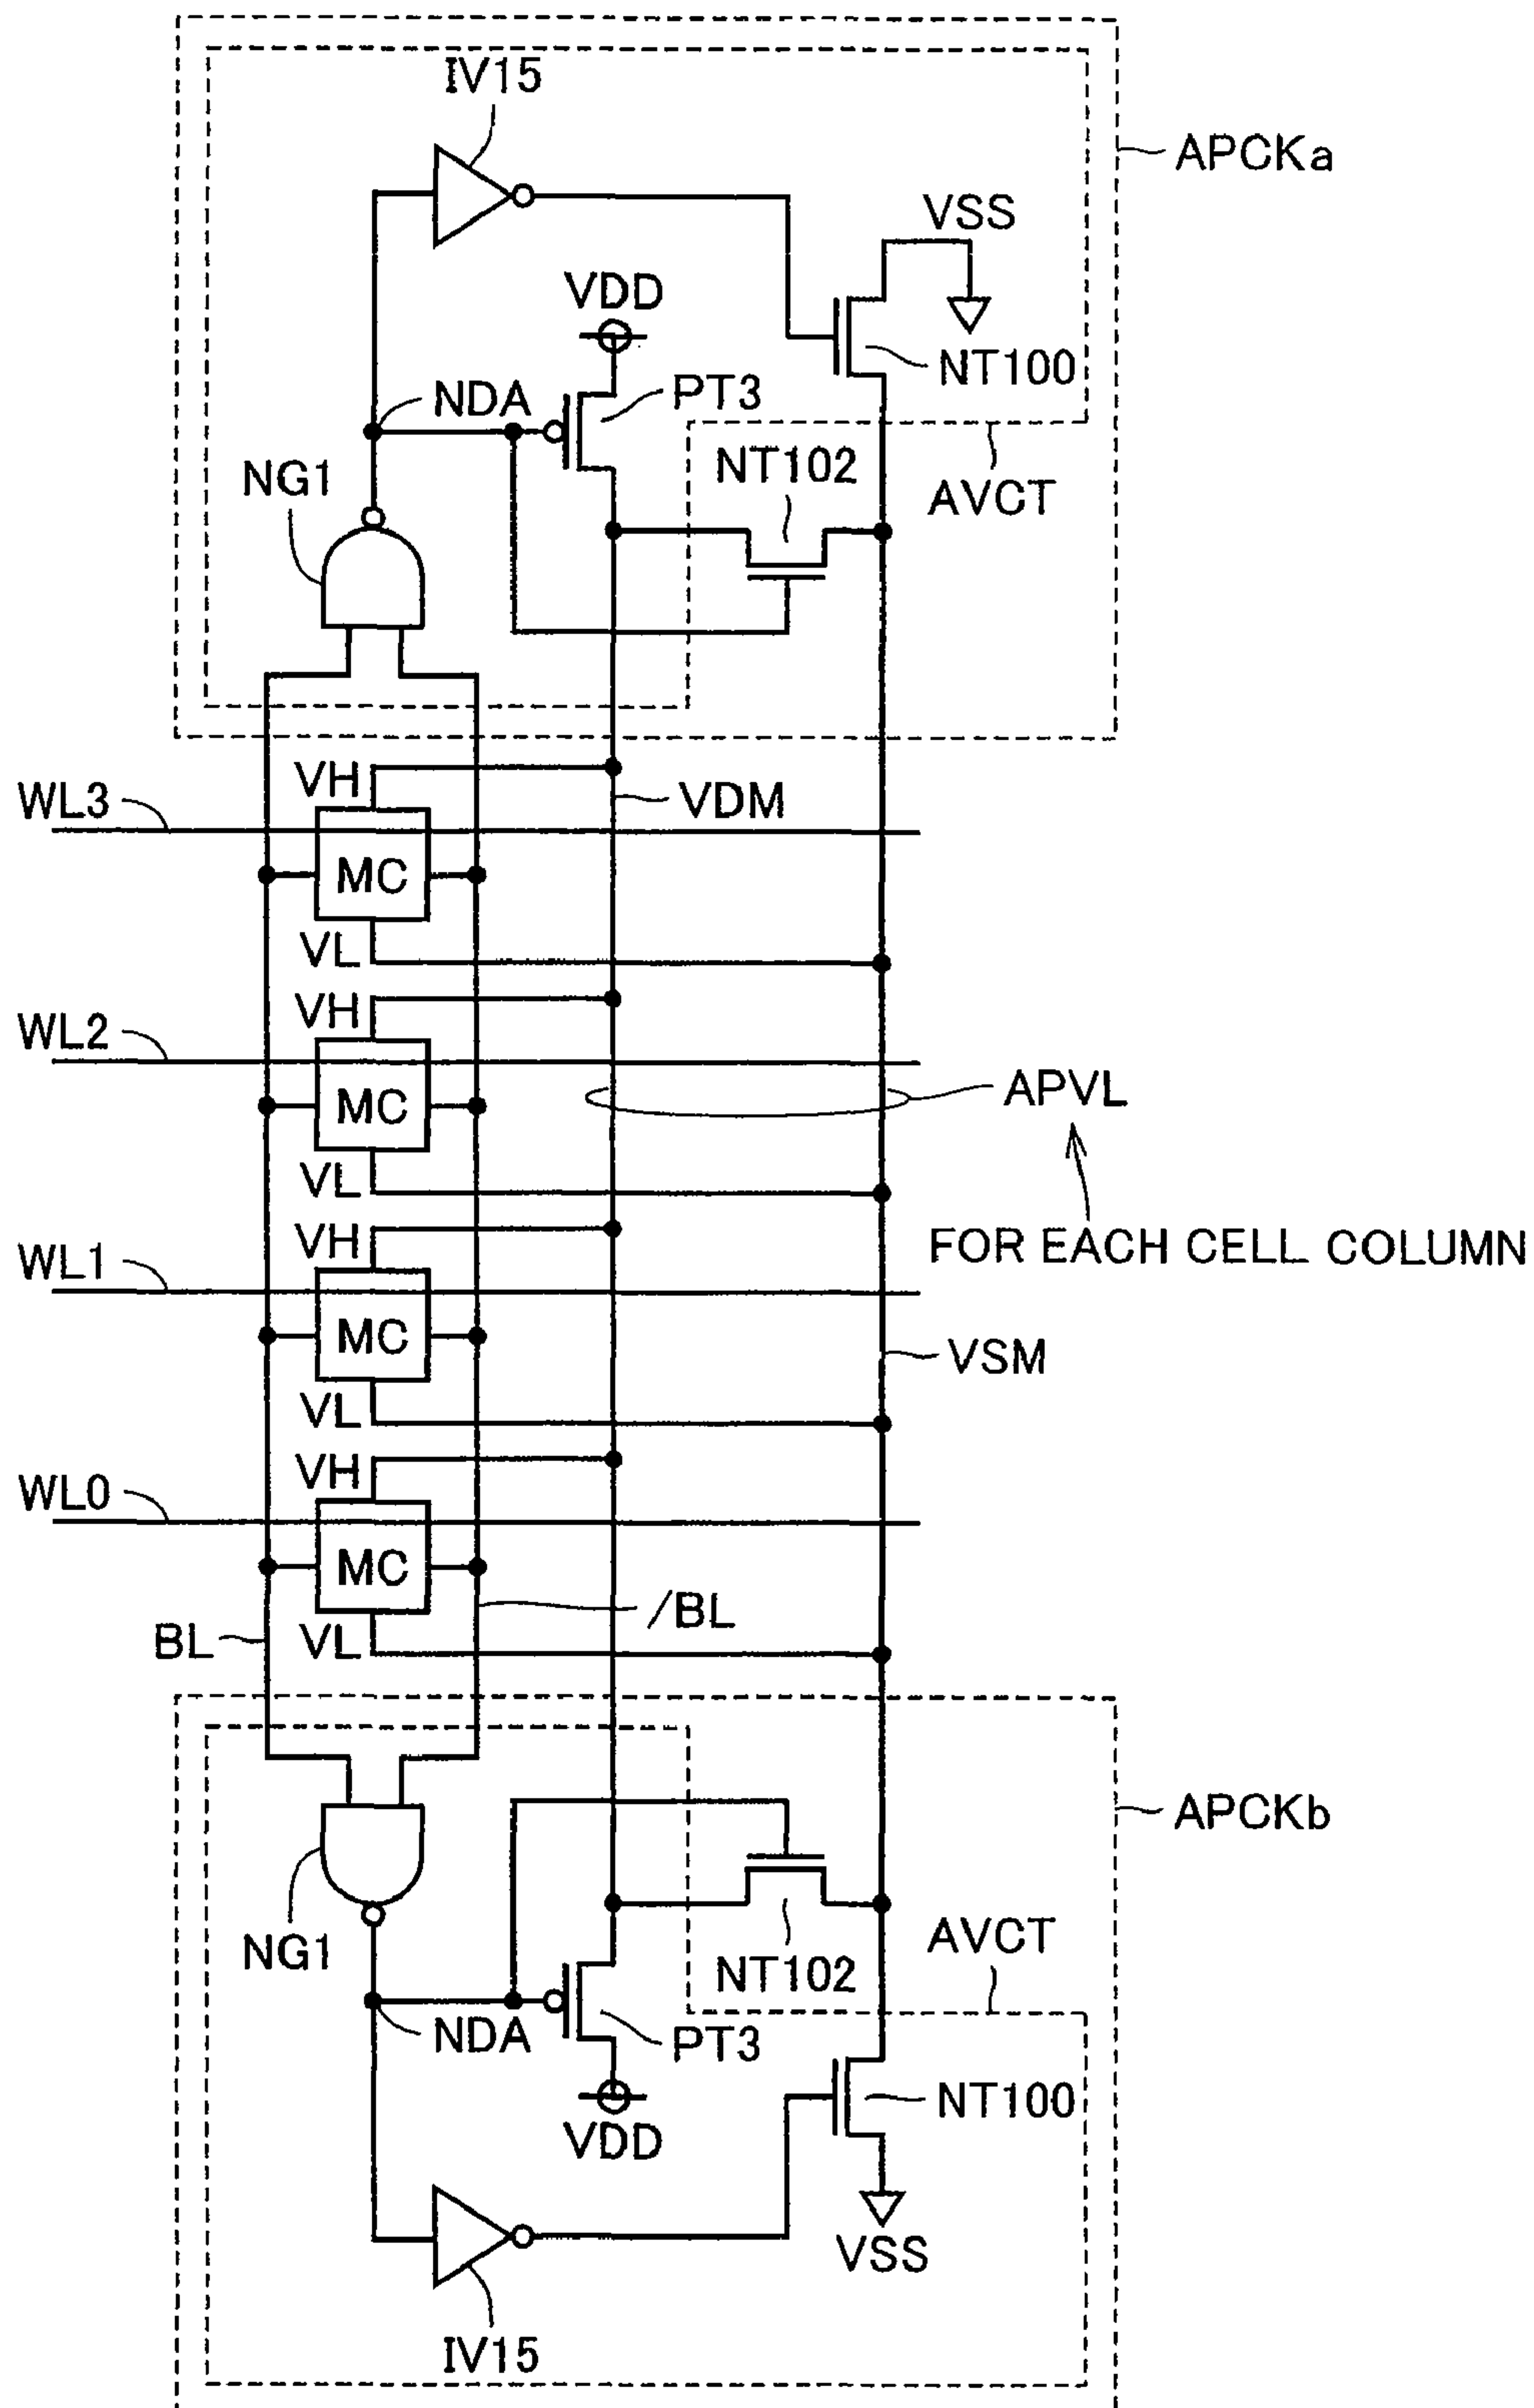 IV15
APCKa
VSS
VDD
NT100
NDA
PT3
NG1
NT102
AVCT
VH
WL3
VDM
MC
VL
VH
WL2
APVL
MC
VL
VH
FOR EACH CELL COLUMN
WL1
MC
VSM
VL
VH
WL0
MC
/BL
BL
VL
APCKb
AVCT
NG1
NT102
NDA
PT3
NT100
VDD
VSS
IV15